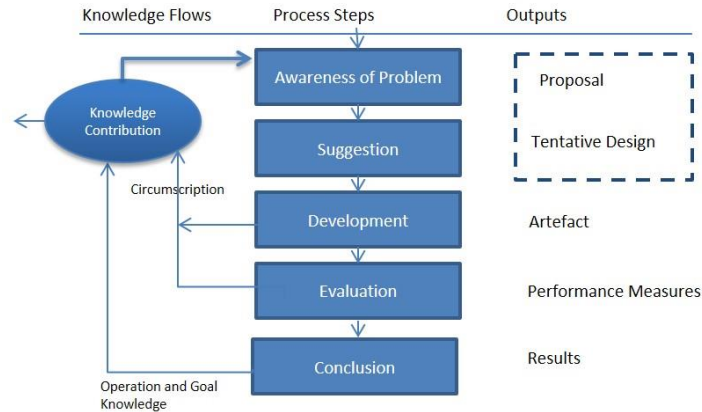 Knowledge Flows
Process Steps
Outputs
Awareness of Problem
Proposal
Knowledge
Contribution
Suggestion
Tentative Design
Circumscription
Development
Artefact
Evaluation
Performance Measures
Conclusion
Results
Operation and Goal
Knowledge